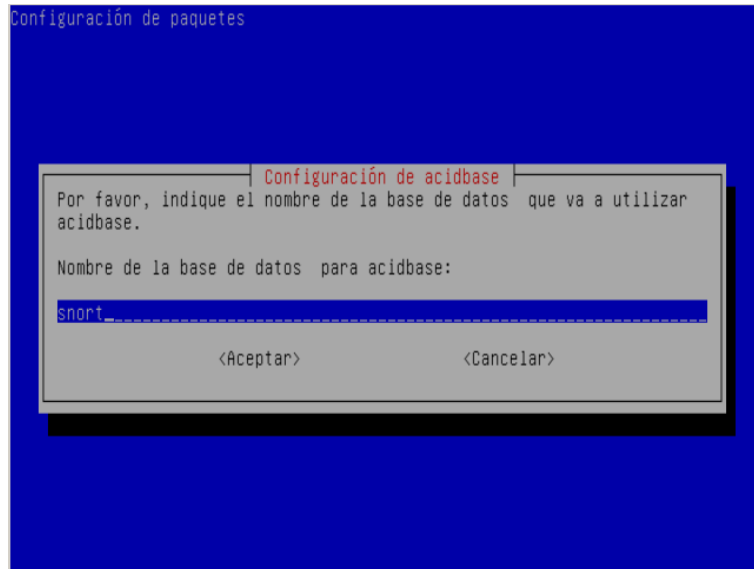 Configuración de paquetes
Configuración de acidbase
Por favor, indique el nombre de la base de datos  que va a utilizar
acidbase.
Nombre de la base de datos  para acidbase:
snort
<Aceptar> <Cancelar>